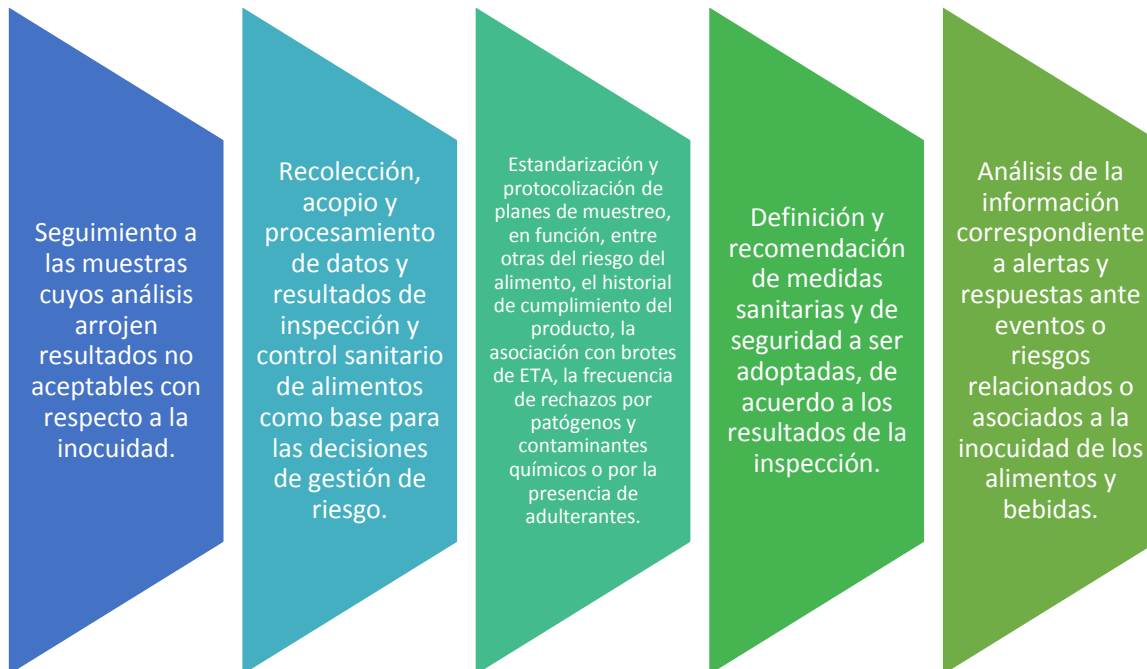 Seguimiento a
las muestras
cuyos análisis
arrojen
resultados no
aceptables con
respecto a la
inocuidad.
Recolección,
acopio y
procesamiento
de datos y
resultados de
inspección y
control sanitario
de alimentos
como base para
las decisiones
de gestión de
riesgo.
Estandarización y
protocolización de
planes de muestreo,
en función, entre
otras del riesgo del
alimento, el historial
de cumplimiento del
producto, la
asociación con brotes
de ETA, la frecuencia
de rechazos por
patógenos y
contaminantes
químicos o por la
presencia de
adulterantes.
Definición y
recomendación
de medidas
sanitarias y de
seguridad a ser
adoptadas, de
acuerdo a los
resultados de la
inspección.
Análisis de la
información
correspondiente
a alertas y
respuestas ante
eventos o
riesgos
relacionados o
asociados a la
inocuidad de los
alimentos y
bebidas.